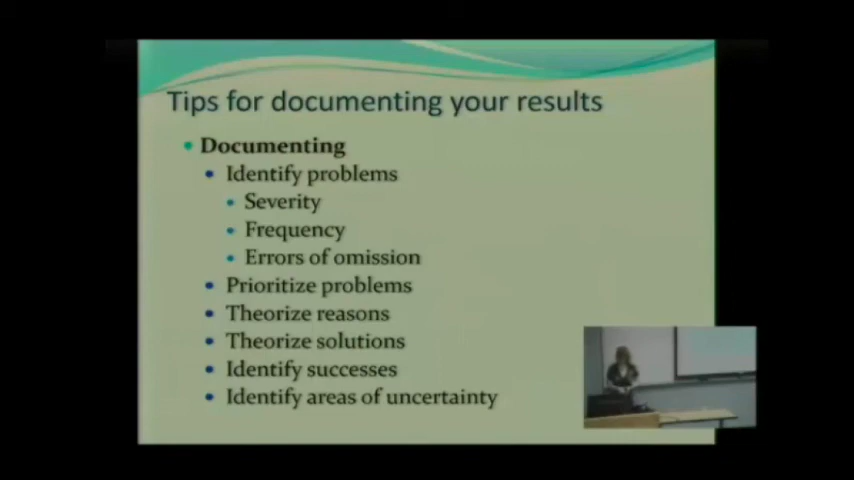 Tips for documenting your results
Documenting
Identify problems
Severity
Frequency
Errors of omission
Prioritize problems
Theorize reasons
Theorize solutions
Identify successes
Identify areas of uncertainty